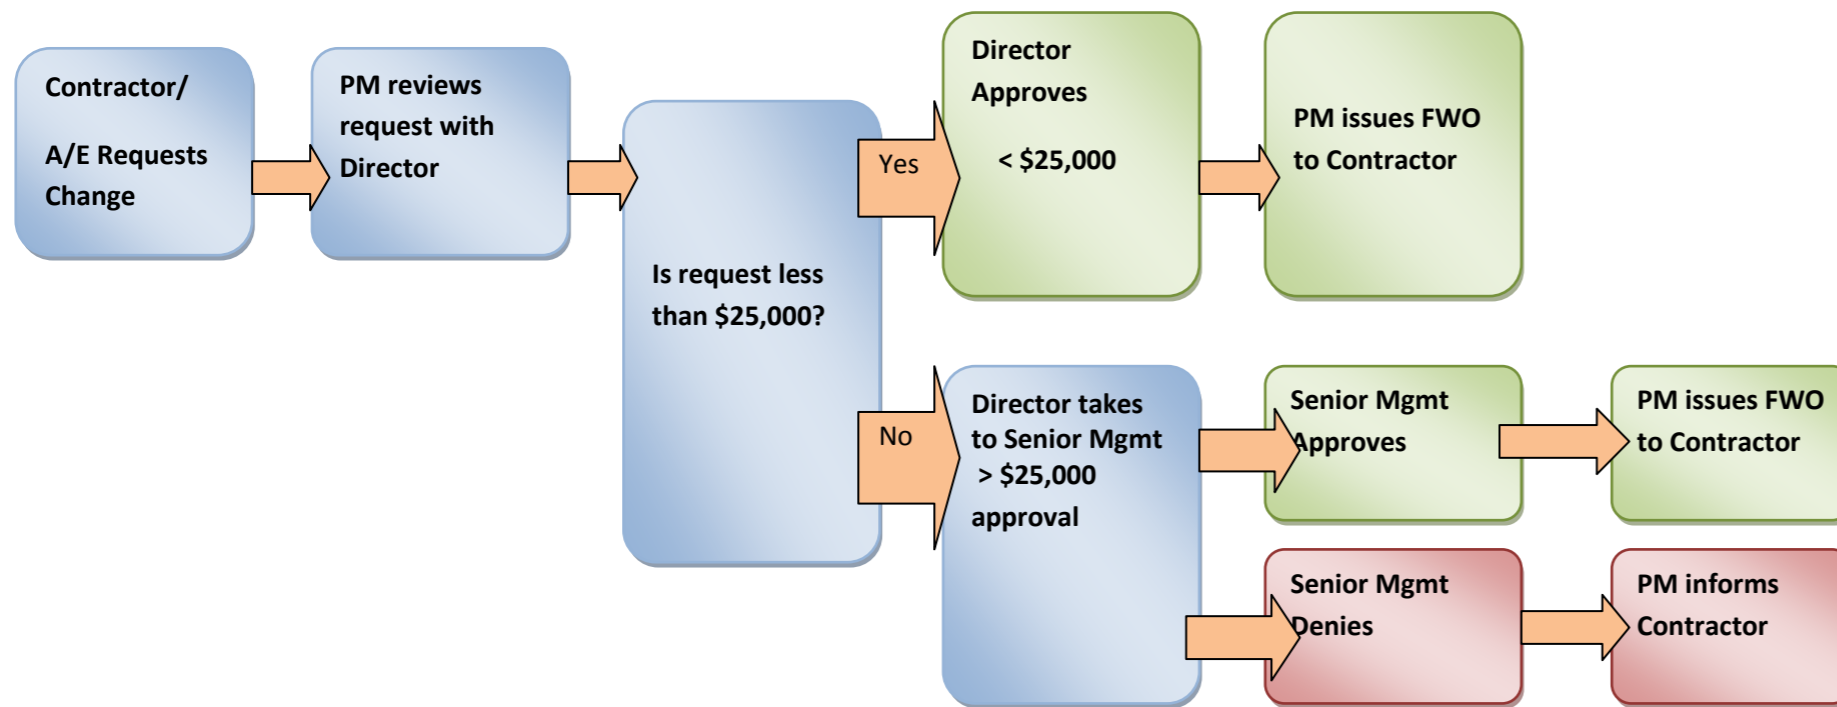 Contractor/
A/E Requests
Change
PM reviews
request with
Director
Is request less
than $25,000?
Yes
Director
Approves
< $25,000
PM issues FWO
to Contractor
No
Director takes
to Senior Mgmt
> $25,000
approval
Senior Mgmt
Approves
PM issues FWO
to Contractor
Senior Mgmt
Denies
PM informs
Contractor